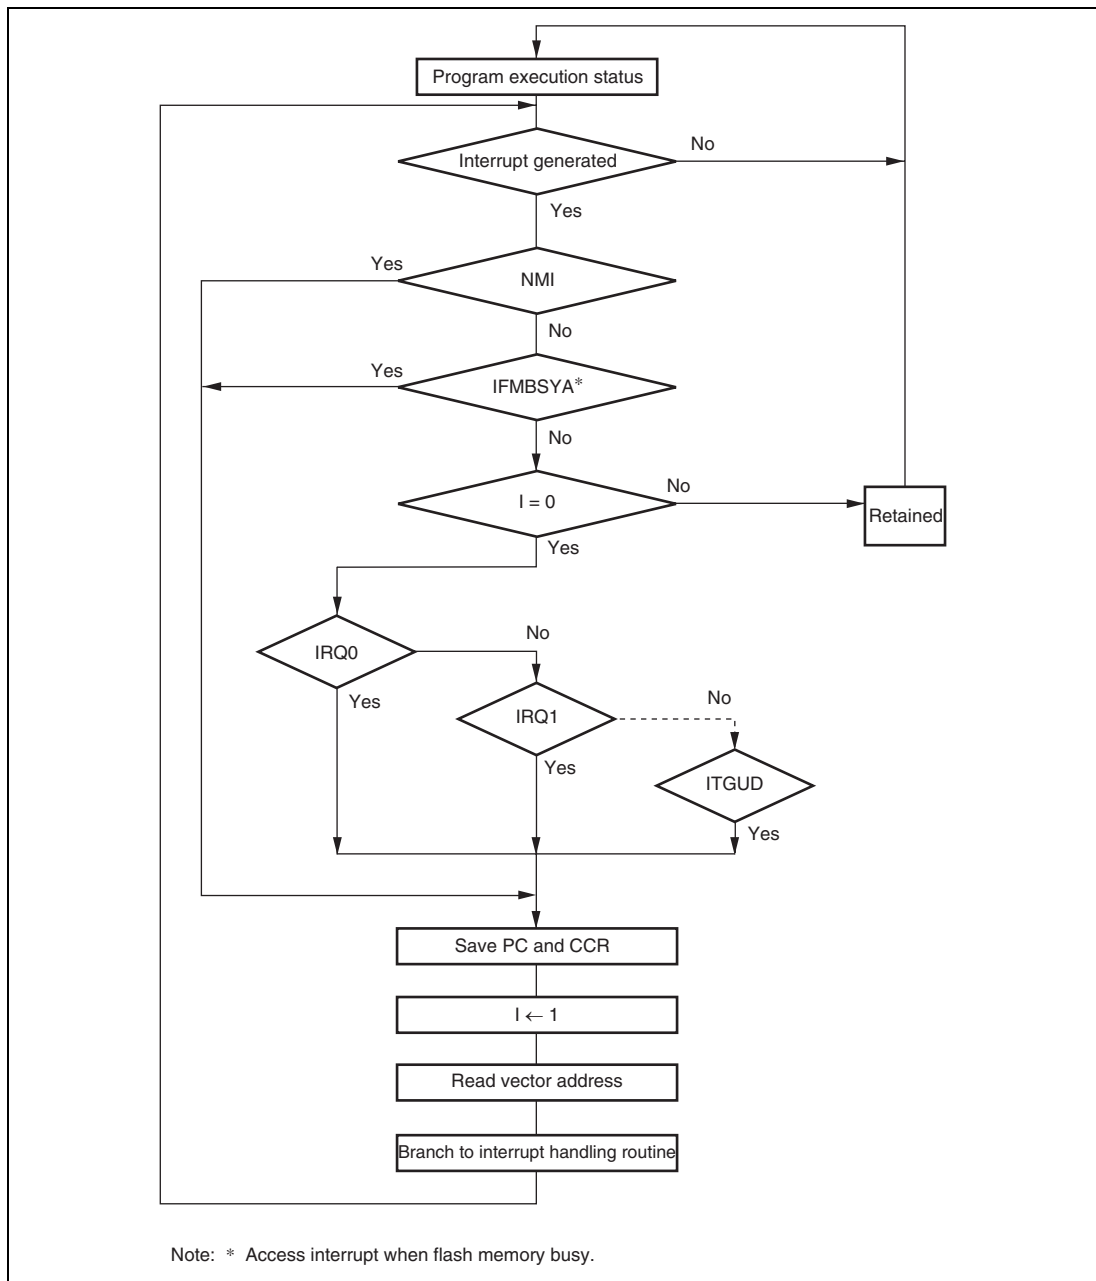 Program execution status
Interrupt generated
No
Yes
Yes
NMI
No
Yes
IFMBSYA*
No
I = 0
No
Retained
Yes
IRQ0
No
Yes
IRQ1
No
Yes
ITGUD
Yes
Save PC and CCR
I ← 1
Read vector address
Branch to interrupt handling routine
Note: * Access interrupt when flash memory busy.